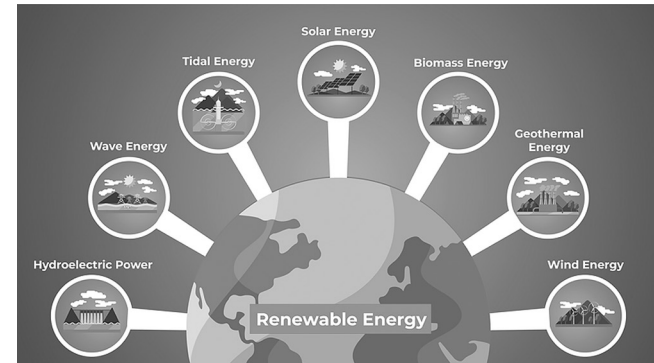 Solar Energy
Tidal Energy
Biomass Energy
Wave Energy
Geothermal
Energy
Hydroelectric Power
Wind Energy
Renewable Energy